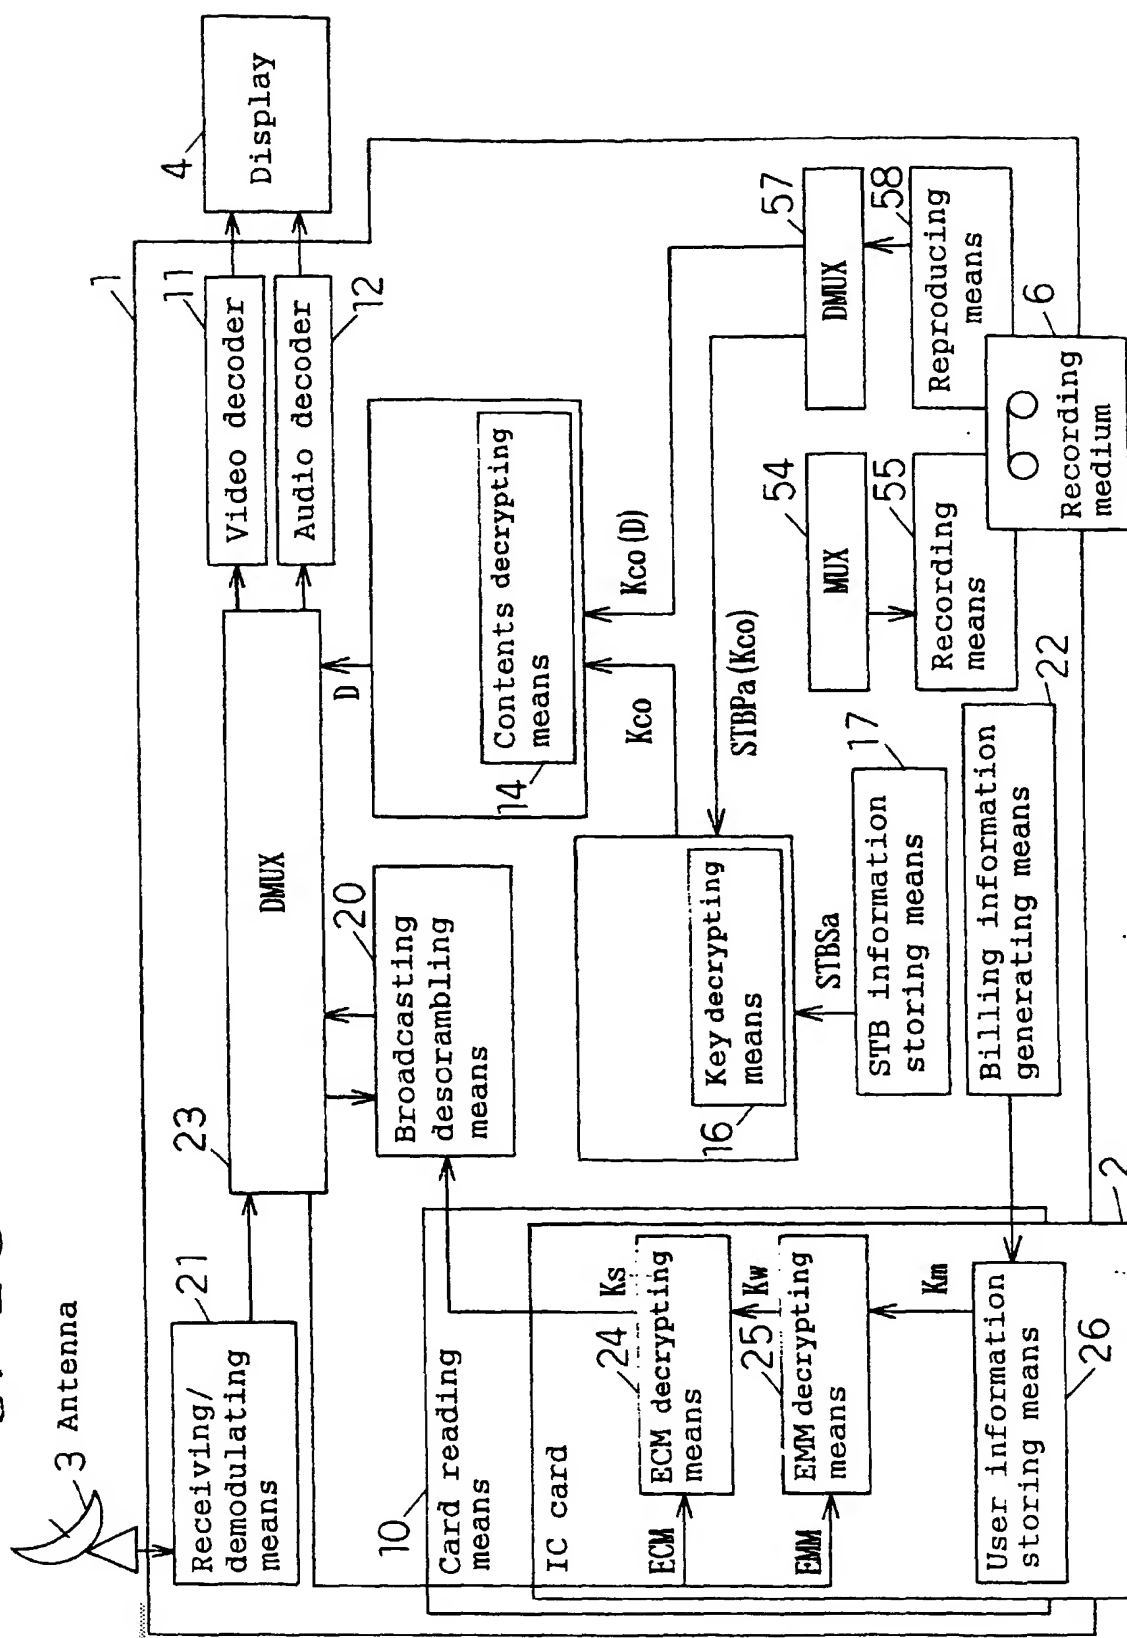 3 Antenna
Receiving/
demodulating
means
21
23
DMUX
1
11
Video decoder
Audio decoder
12
4
Display
10
Card reading
means
20
Broadcasting
descrambling
means
D
14
Contents decrypting
means
Kco
Kco(D)
IC card
ECM
24
ECM decrypting
means
Ks
EMM
25
EMM decrypting
means
Kw
Km
User information
storing means
26
2
16
Key decrypting
means
STBPa(Kco)
STBSa
17
STB information
storing means
22
Billing information
generating means
54
MUX
55
Recording
means
57
DMUX
58
Reproducing
means
6
Recording
medium